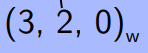 (3, 2, 0)w